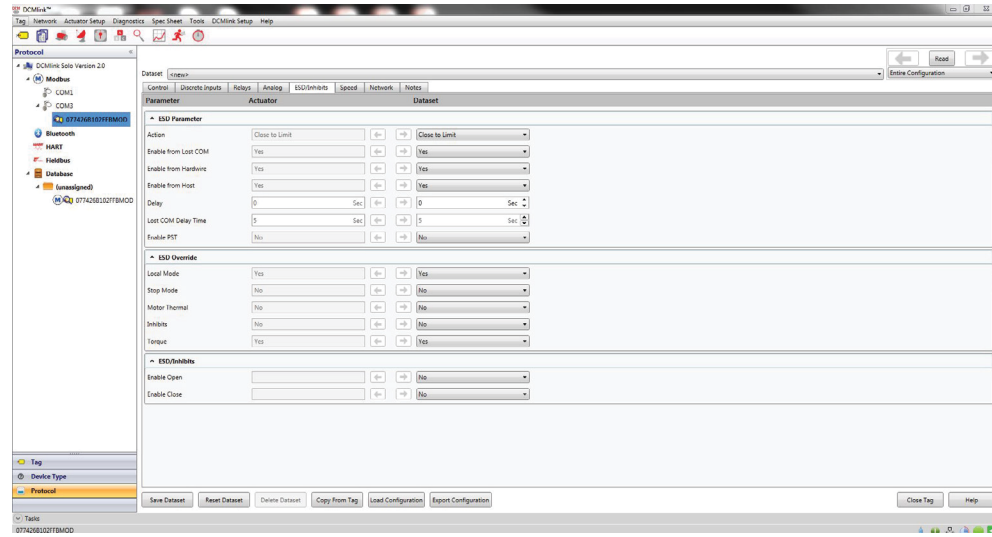 DCMlink™
Tag Network Actuator Setup Diagnostics Spec Sheet Tools DCMlink Setup Help
Protocol
DCMlink Solo Version 2.0
Modbus
COM1
COM3
077426B102FFBMOD
Bluetooth
HART
Fieldbus
Database
(unassigned)
077426B102FFBMOD
Tag
Device Type
Protocol
Read
Dataset <new> Entire Configuration
Control Discrete Inputs Relays Analog ESD/Inhibits Speed Network Notes
Parameter Actuator Dataset
ESD Parameter
Action Close to Limit Close to Limit
Enable from Lost COM Yes Yes
Enable from Hardwire Yes Yes
Enable from Host Yes Yes
Delay 0 Sec 0 Sec
Lost COM Delay Time 5 Sec 5 Sec
Enable PST No No
ESD Override
Local Mode Yes Yes
Stop Mode No No
Motor Thermal No No
Inhibits No No
Torque Yes Yes
ESD/Inhibits
Enable Open No
Enable Close No
Save Dataset Reset Dataset Delete Dataset Copy From Tag Load Configuration Export Configuration Close Tag Help
Tasks
077426B102FFBMOD